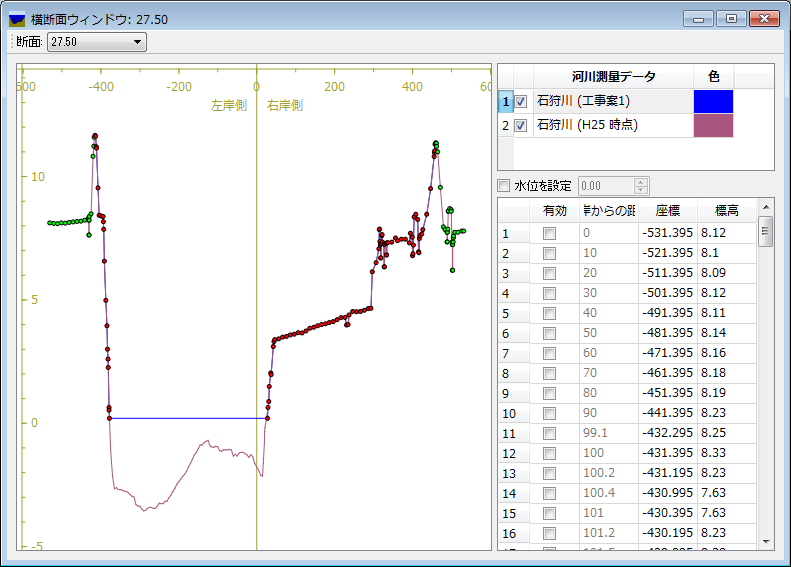 横断面ウィンドウ: 27.50
断面: 27.50
-400 -200 0 200 400
左岸側 右岸側
10
5
0
-5
河川測量データ 色
1 石狩川 (工事案1)
2 石狩川 (H25 時点)
水位を設定 0.00
有効 岸からの距 座標 標高
1 0 -531.395 8.12
2 10 -521.395 8.1
3 20 -511.395 8.09
4 30 -501.395 8.12
5 40 -491.395 8.11
6 50 -481.395 8.14
7 60 -471.395 8.16
8 70 -461.395 8.18
9 80 -451.395 8.19
10 90 -441.395 8.23
11 99.1 -432.295 8.25
12 100 -431.395 8.33
13 100.2 -431.195 8.23
14 100.4 -430.995 7.63
15 101 -430.395 7.63
16 101.2 -430.195 8.23